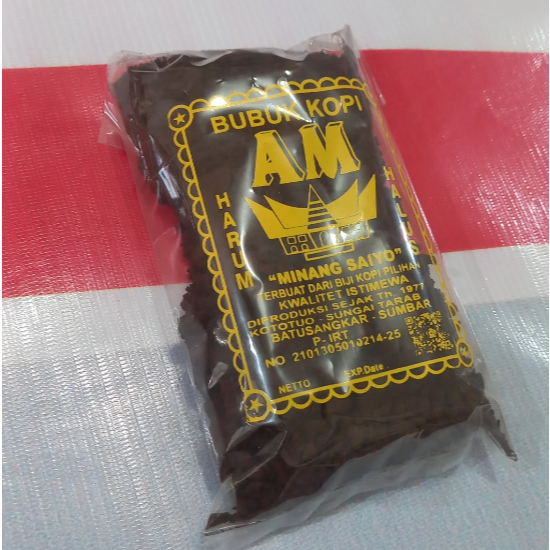 BUBUK KOPI
AM
HARUM
HALUS
"MINANG SAIYO"
TERBUAT DARI BIJI KOPI PILIHAN
KWALITET ISTIMEWA
DIPRODUKSI SEJAK Th 1977
KOTOTUO - SUNGAI TARAB
BATUSANGKAR - SUMBAR
P- IRT
NO 2101305010214-25
NETTO
EXP.Date